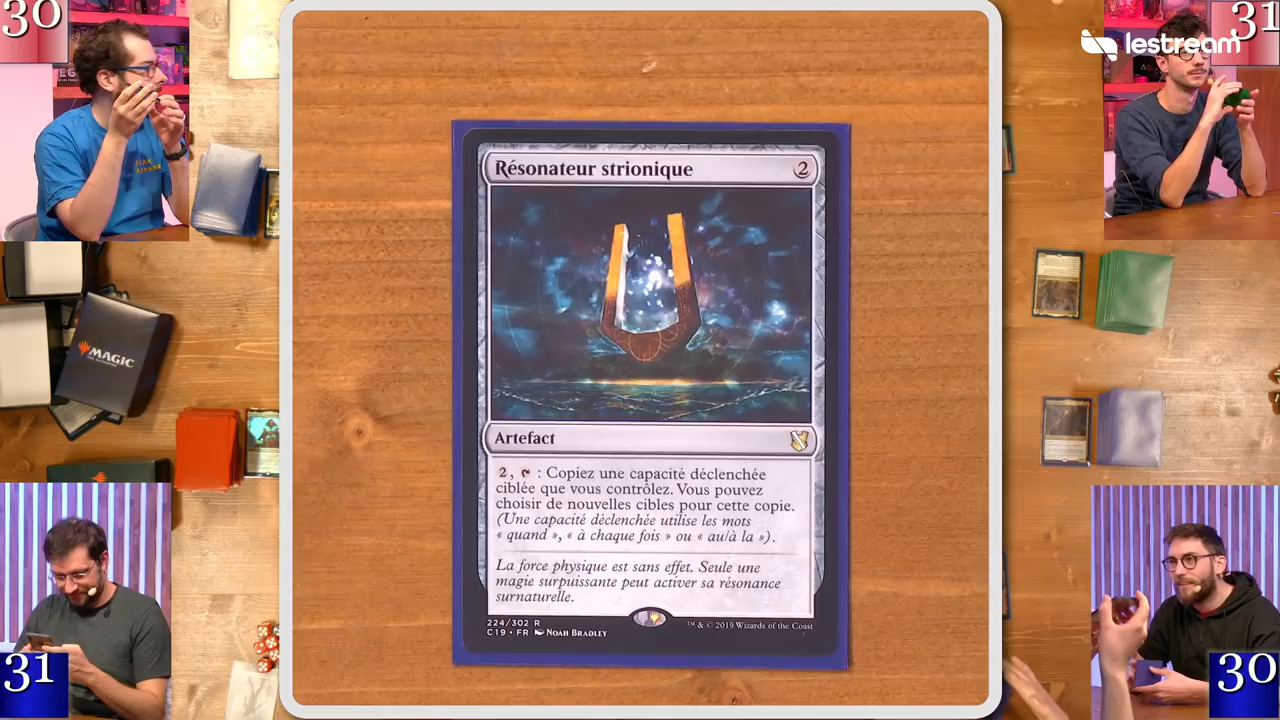 30
31
lestream
Résonateur strionique
2
Artefact
2, : Copiez une capacité déclenchée
ciblée que vous contrôlez. Vous pouvez
choisir de nouvelles cibles pour cette copie.
(Une capacité déclenchée utilise les mots
« quand », « à chaque fois » ou « au/à la »).
La force physique est sans effet. Seule une
magie surpuissante peut activer sa résonance
surnaturelle.
224/302 R
C19 • FR NOAH BRADLEY
™ & © 2019 Wizards of the Coast
MAGIC
31
30